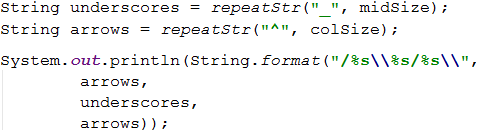 String underscores = repeatStr("_", midSize);
String arrows = repeatStr("^", colSize);
System.out.println(String.format("/%s\\%s/%s\\",
arrows,
underscores,
arrows));